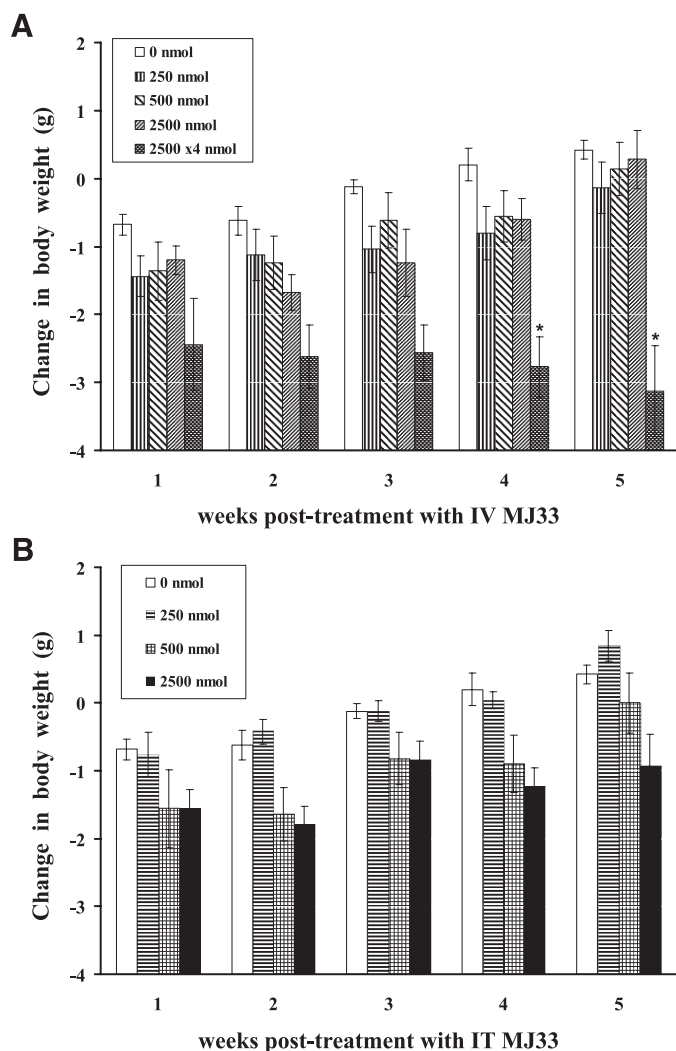 A
0 nmol
250 nmol
500 nmol
2500 nmol
2500 x4 nmol
Change in body weight (g)
2
1
0
-1
-2
-3
-4
*
*
1 2 3 4 5
weeks post-treatment with IV MJ33
B
0 nmol
250 nmol
500 nmol
2500 nmol
Change in body weight (g)
2
1
0
-1
-2
-3
-4
1 2 3 4 5
weeks post-treatment with IT MJ33